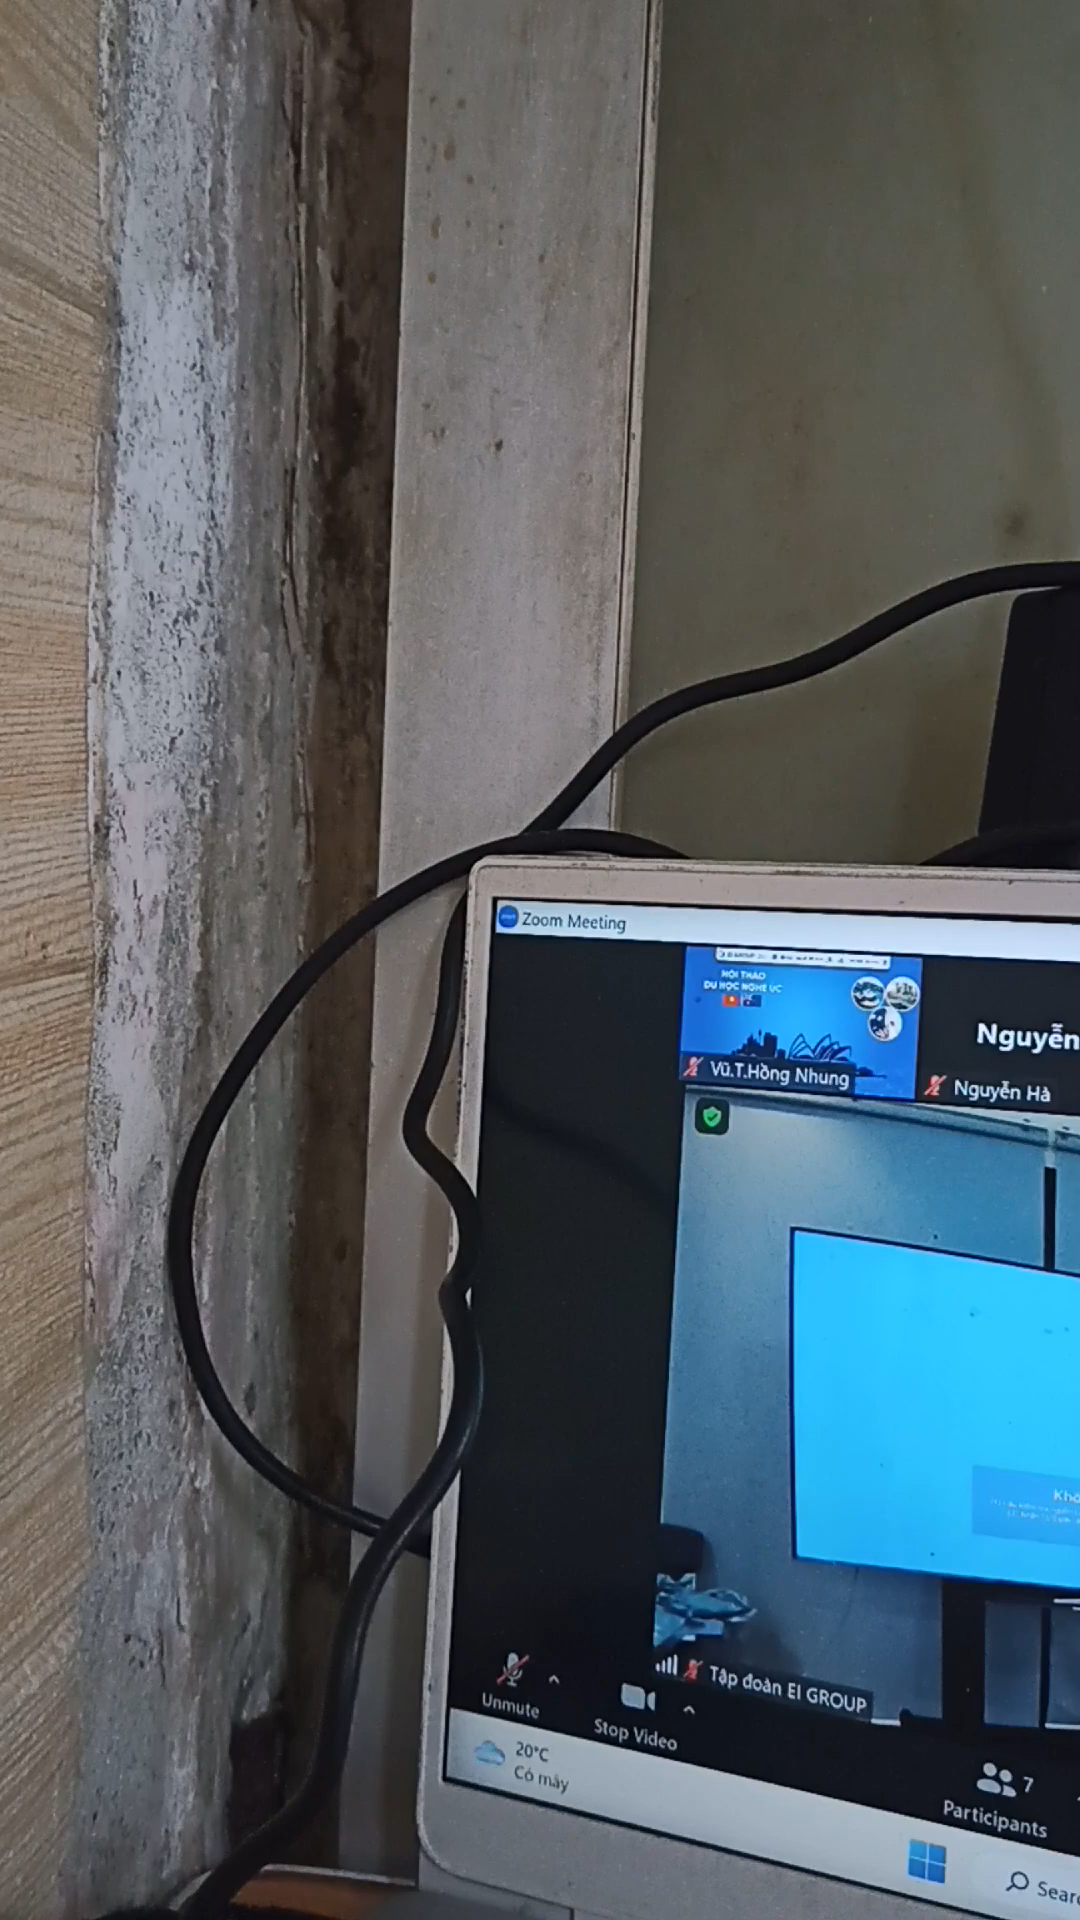 Zoom Meeting
HỘI THẢO
DU HỌC NGHỀ ÚC
Vũ.T.Hồng Nhung
Nguyễn
Nguyễn Hà
Tập đoàn EI GROUP
Unmute
Stop Video
7
Participants
20°C
Có mây